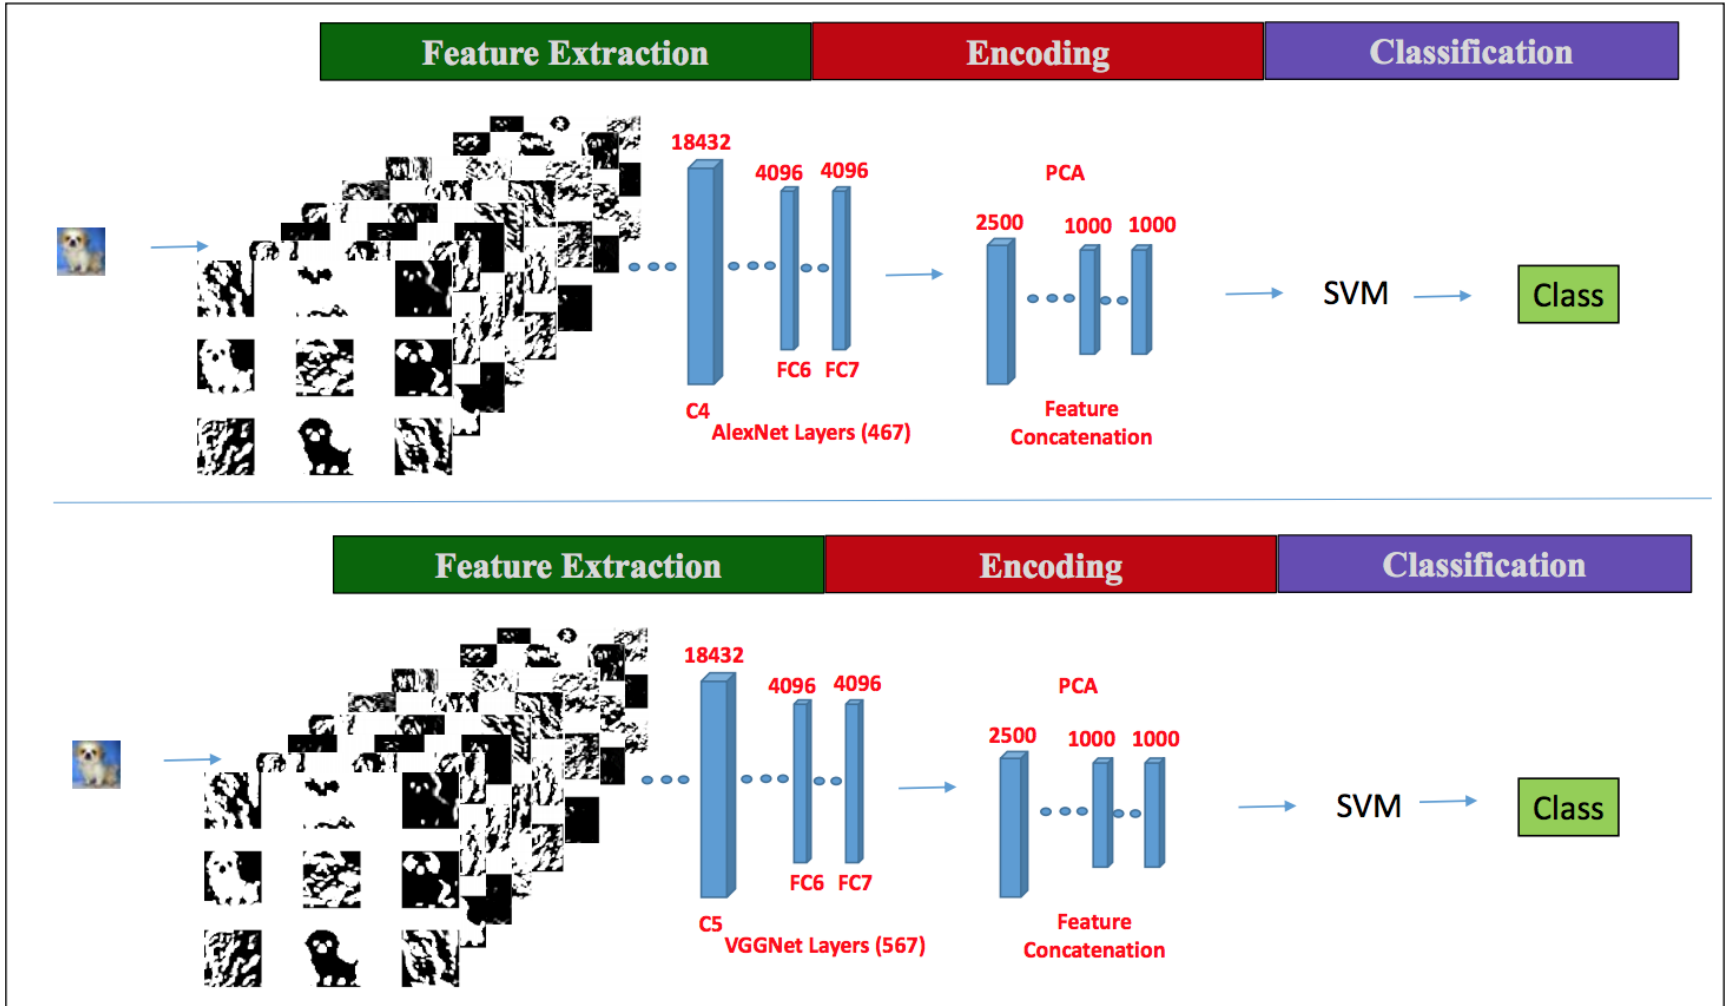 Feature Extraction
Encoding
Classification
18432
4096
4096
PCA
2500
1000
1000
SVM
Class
FC6
FC7
C4
AlexNet Layers (467)
Feature
Concatenation
Feature Extraction
Encoding
Classification
18432
4096
4096
PCA
2500
1000
1000
SVM
Class
FC6
FC7
C5
VGGNet Layers (567)
Feature
Concatenation